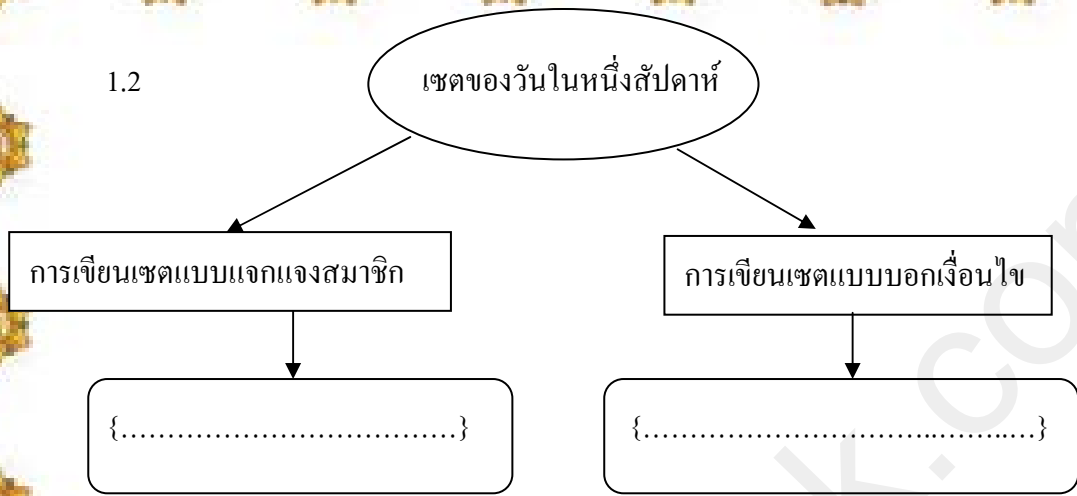 1.2
เซตของวันในหนึ่งสัปดาห์
การเขียนเซตแบบแจกแจงสมาชิก
การเขียนเซตแบบบอกเงื่อนไข
{………………………………}
{…………………………..……..…}